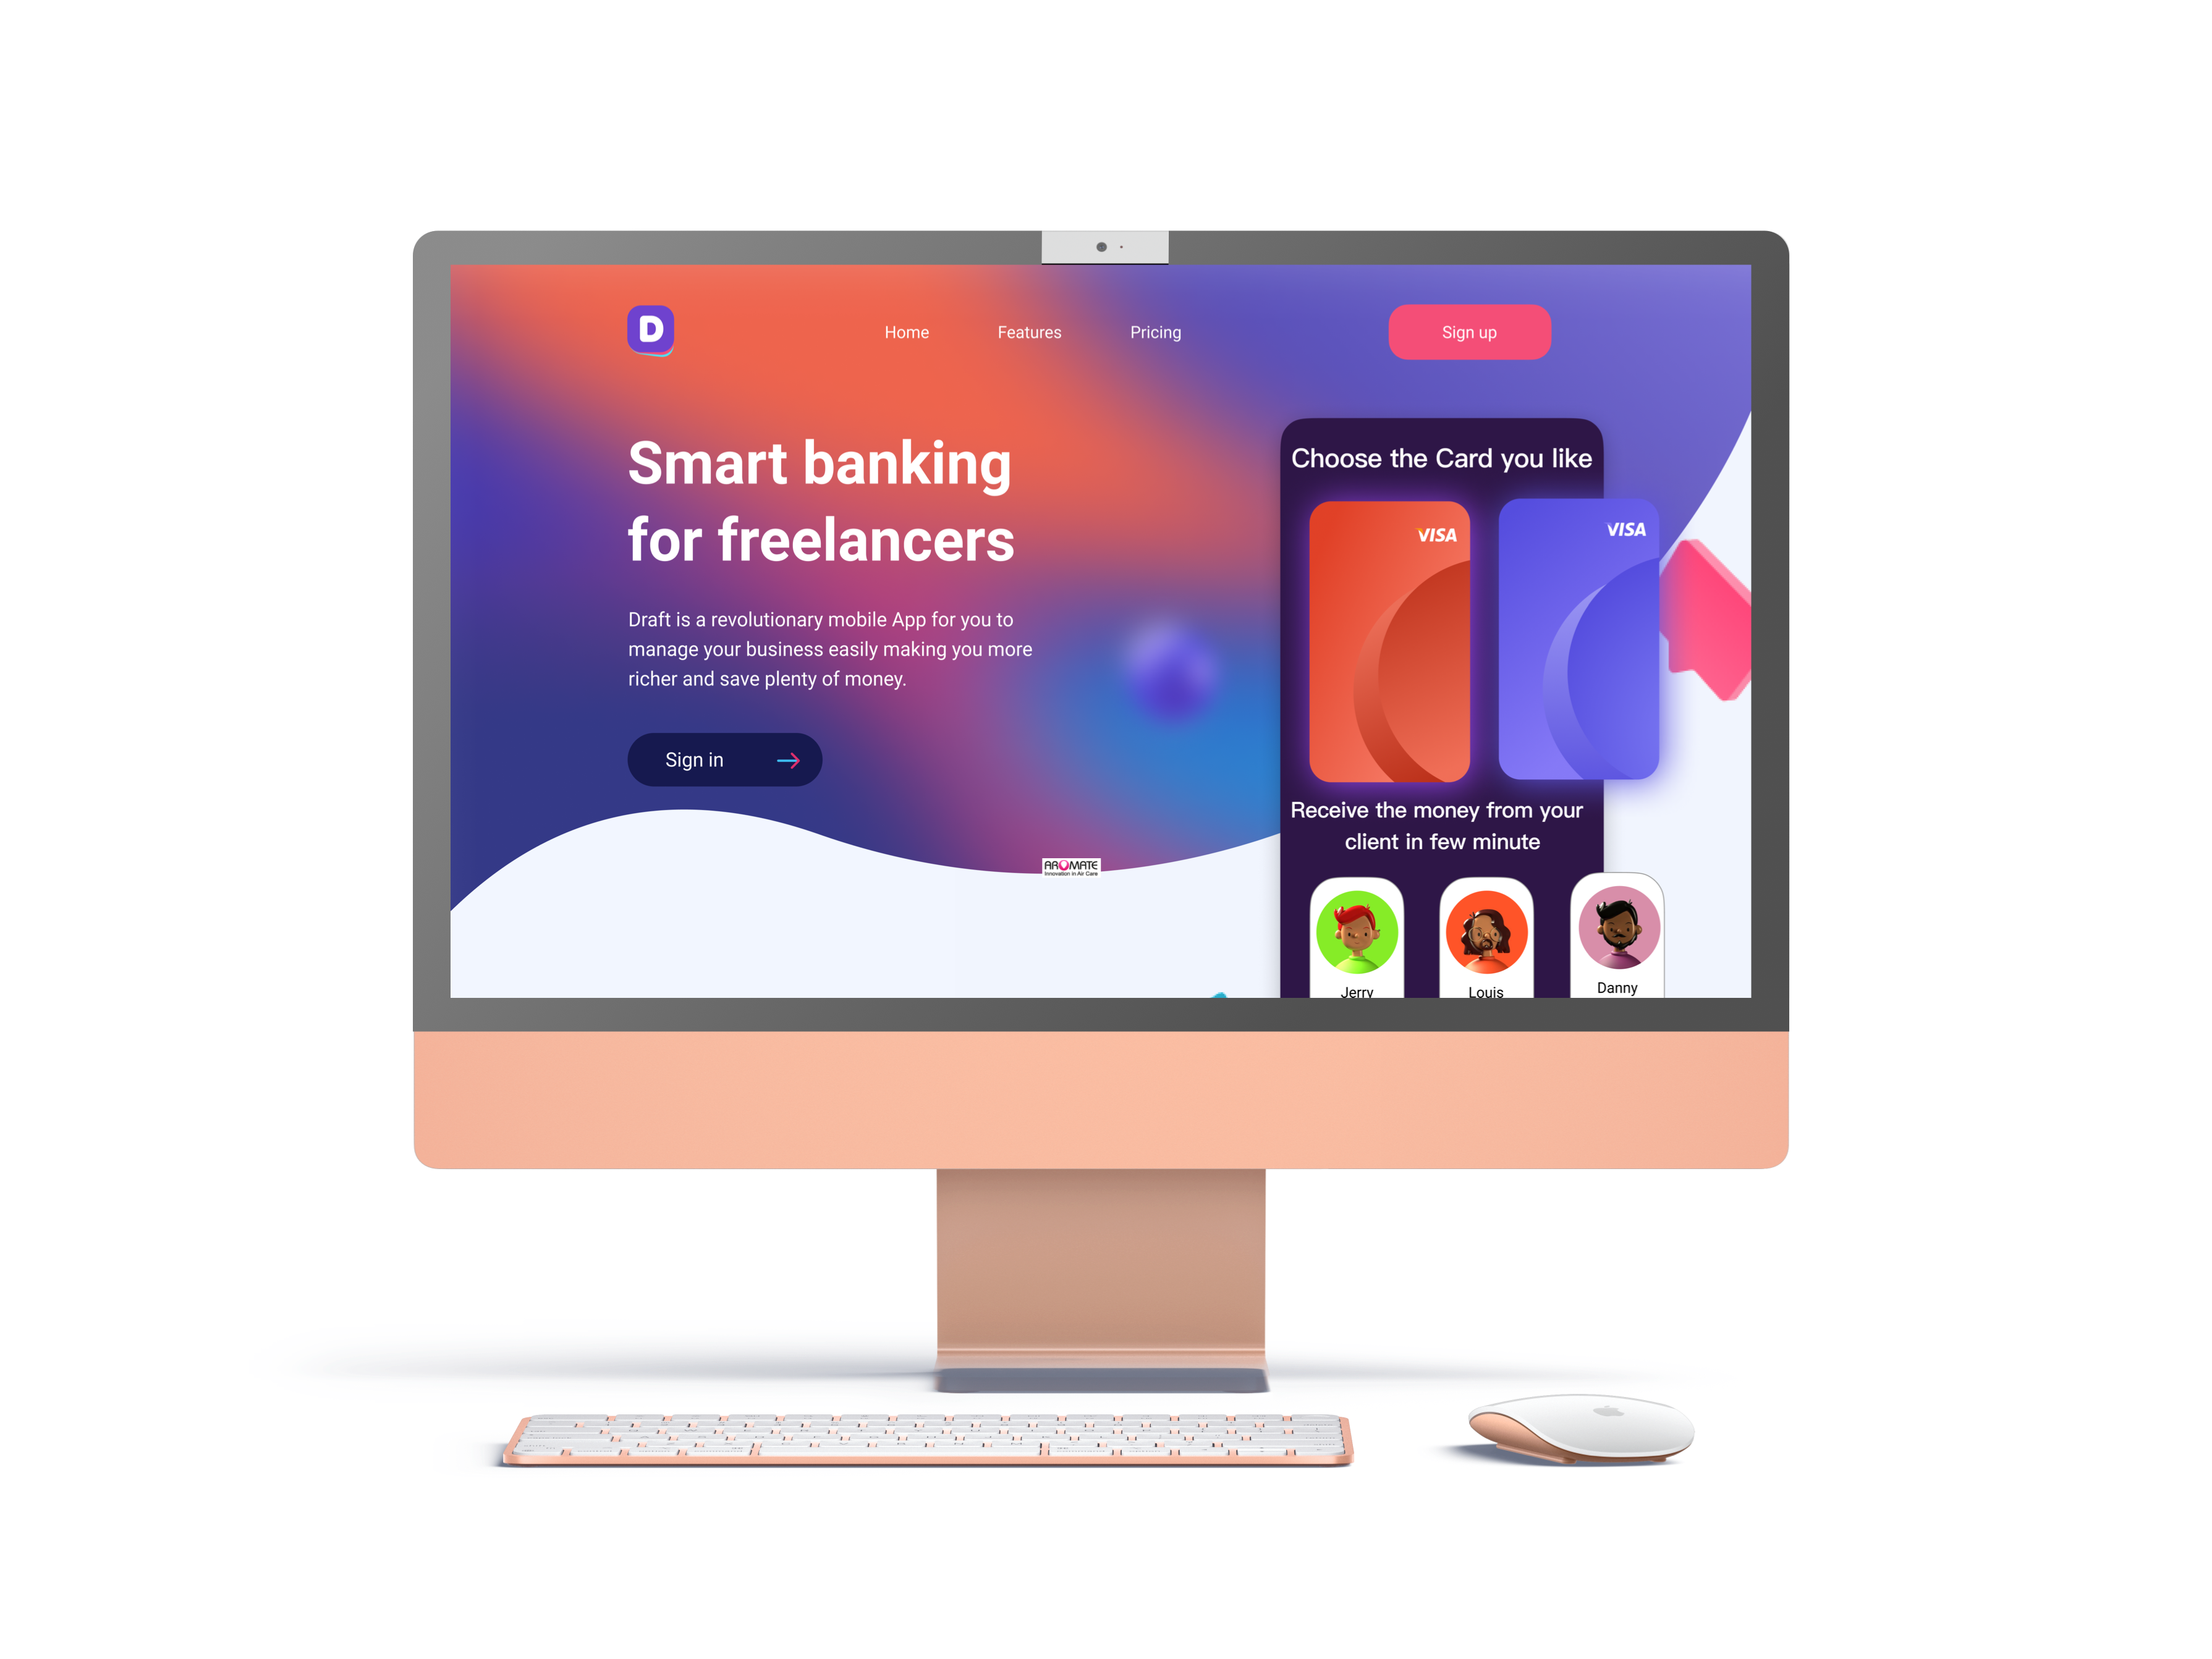 D
Home
Features
Pricing
Sign up
Smart banking
for freelancers
Draft is a revolutionary mobile App for you to
manage your business easily making you more
richer and save plenty of money.
Sign in
Choose the Card you like
VISA
VISA
Receive the money from your
client in few minute
AROMATE
Innovation in Air Care
Jerry
Louis
Danny